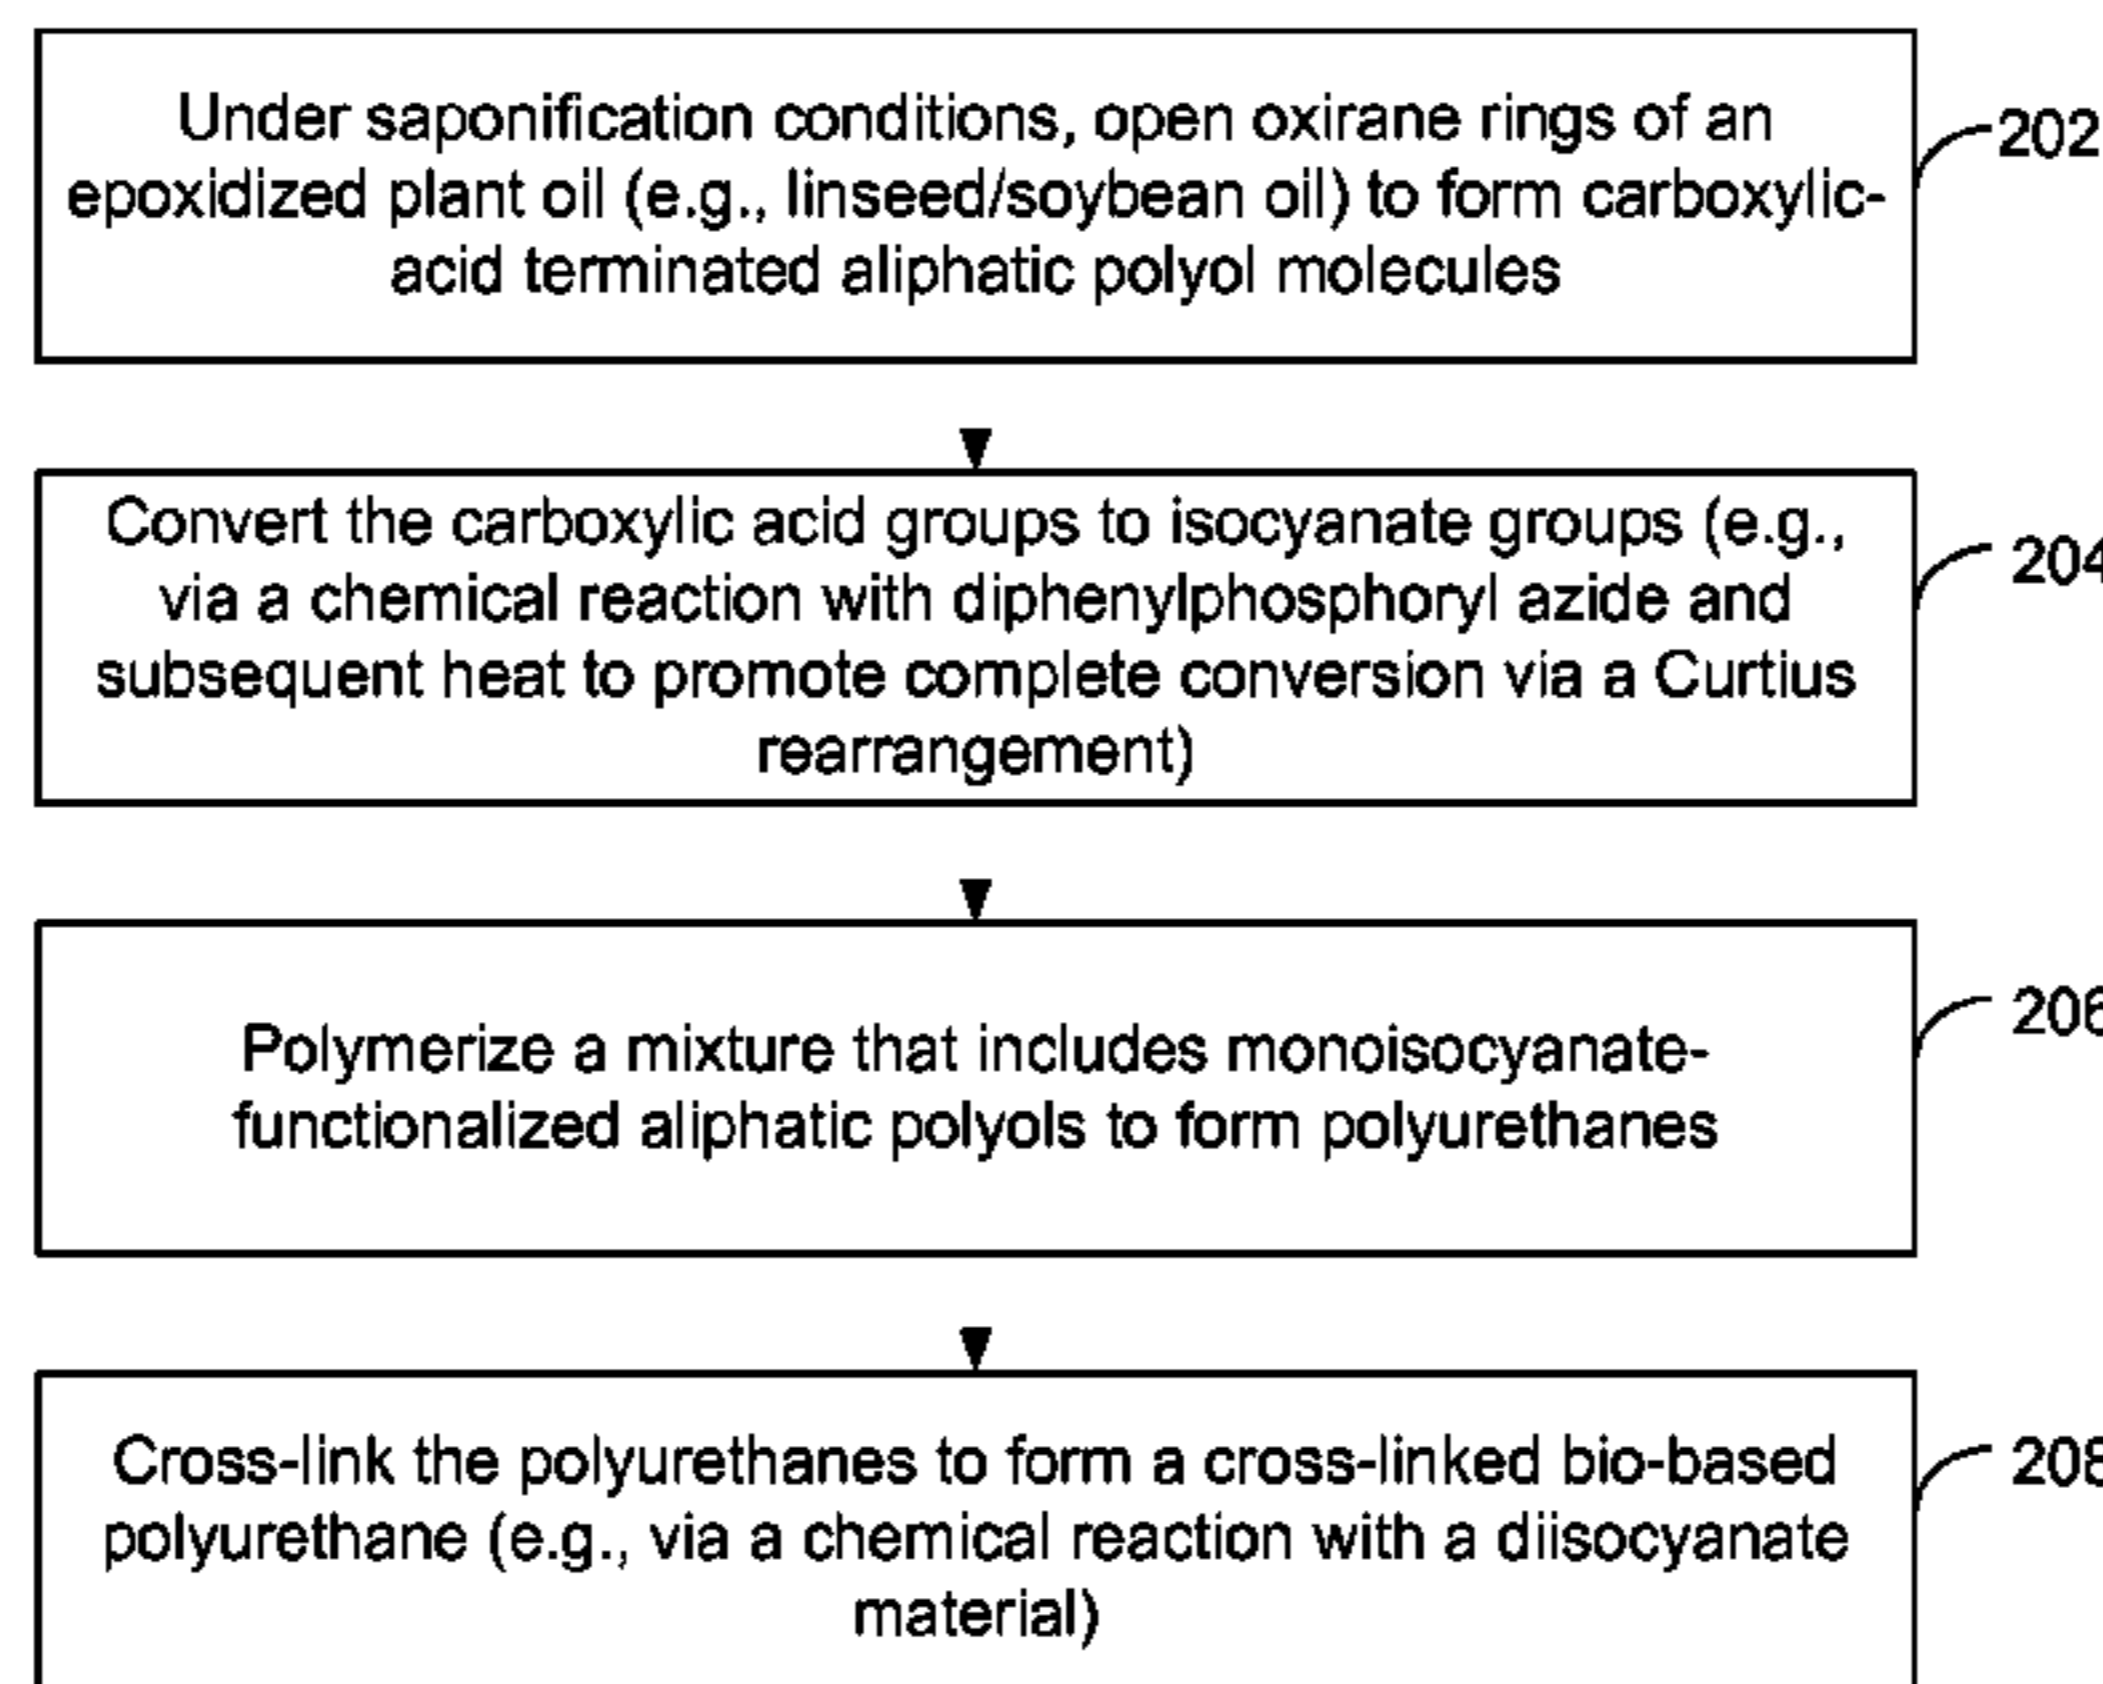 Under saponification conditions, open oxirane rings of an
epoxidized plant oil (e.g., linseed/soybean oil) to form carboxylic-
acid terminated aliphatic polyol molecules
202
Convert the carboxylic acid groups to isocyanate groups (e.g.,
via a chemical reaction with diphenylphosphoryl azide and
subsequent heat to promote complete conversion via a Curtius
rearrangement)
204
Polymerize a mixture that includes monoisocyanate-
functionalized aliphatic polyols to form polyurethanes
206
Cross-link the polyurethanes to form a cross-linked bio-based
polyurethane (e.g., via a chemical reaction with a diisocyanate
material)
208